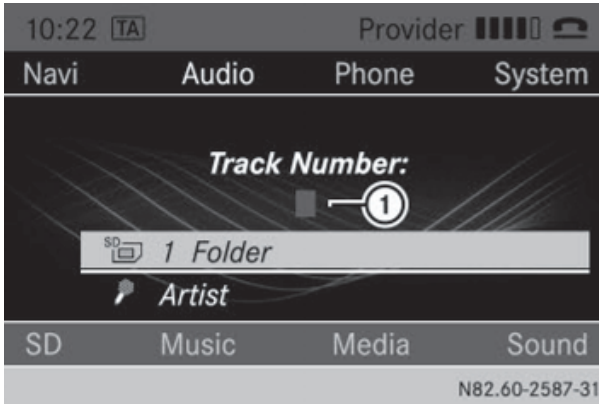 10:22 TA Provider
Navi Audio Phone System
Track Number:
1
SD 1 Folder
Artist
SD Music Media Sound
N82.60-2587-31